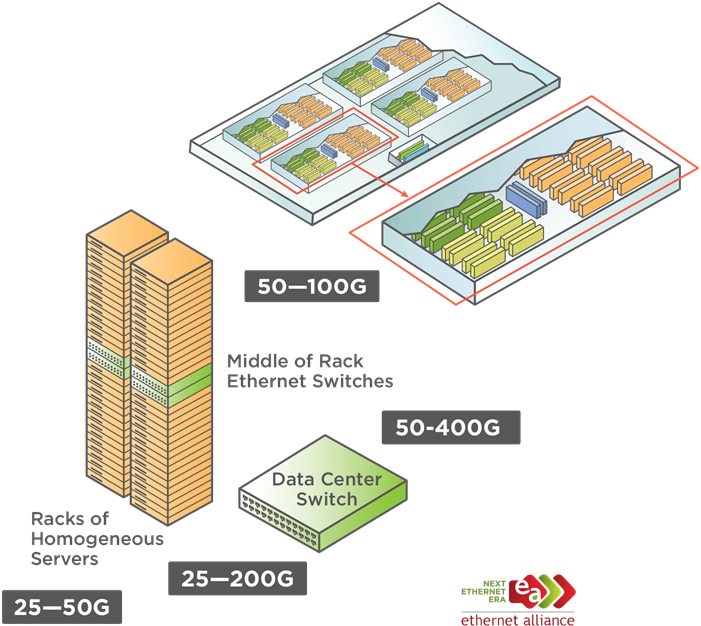 50—100G
Middle of Rack
Ethernet Switches
50-400G
Data Center
Switch
Racks of
Homogeneous
Servers
25—200G
25—50G
NEXT
ETHERNET
ERA
ea
ethernet alliance